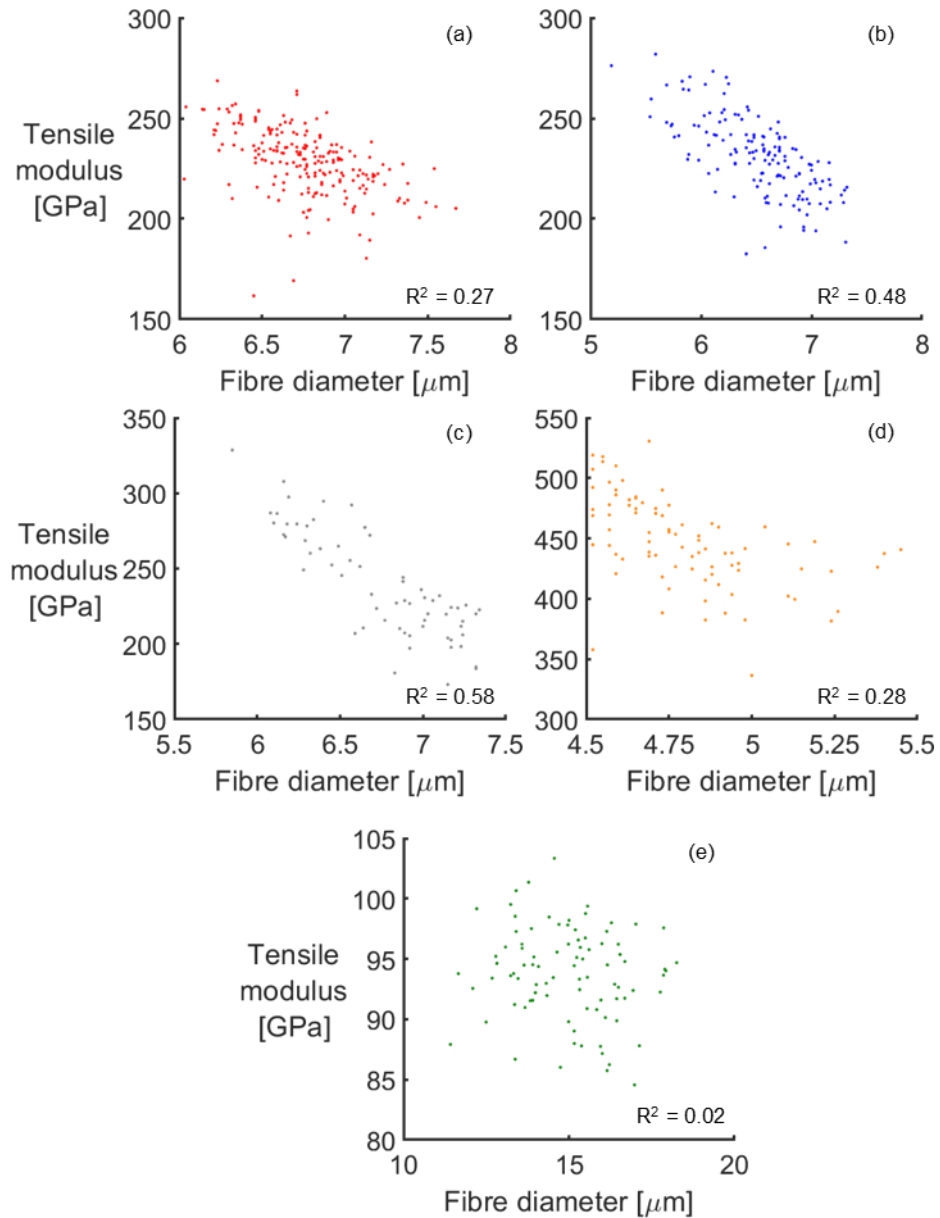 300
(a)
250
Tensile
modulus
[GPa]
200
R² = 0.27
150
6 6.5 7 7.5 8
Fibre diameter [μm]
300
(b)
250
200
R² = 0.48
150
5 6 7 8
Fibre diameter [μm]
350
(c)
300
Tensile
modulus
[GPa]
250
200
R² = 0.58
150
5.5 6 6.5 7 7.5
Fibre diameter [μm]
550
(d)
500
450
400
350
R² = 0.28
300
4.5 4.75 5 5.25 5.5
Fibre diameter [μm]
105
(e)
100
Tensile
modulus
[GPa]
95
90
85
R² = 0.02
80
10 15 20
Fibre diameter [μm]